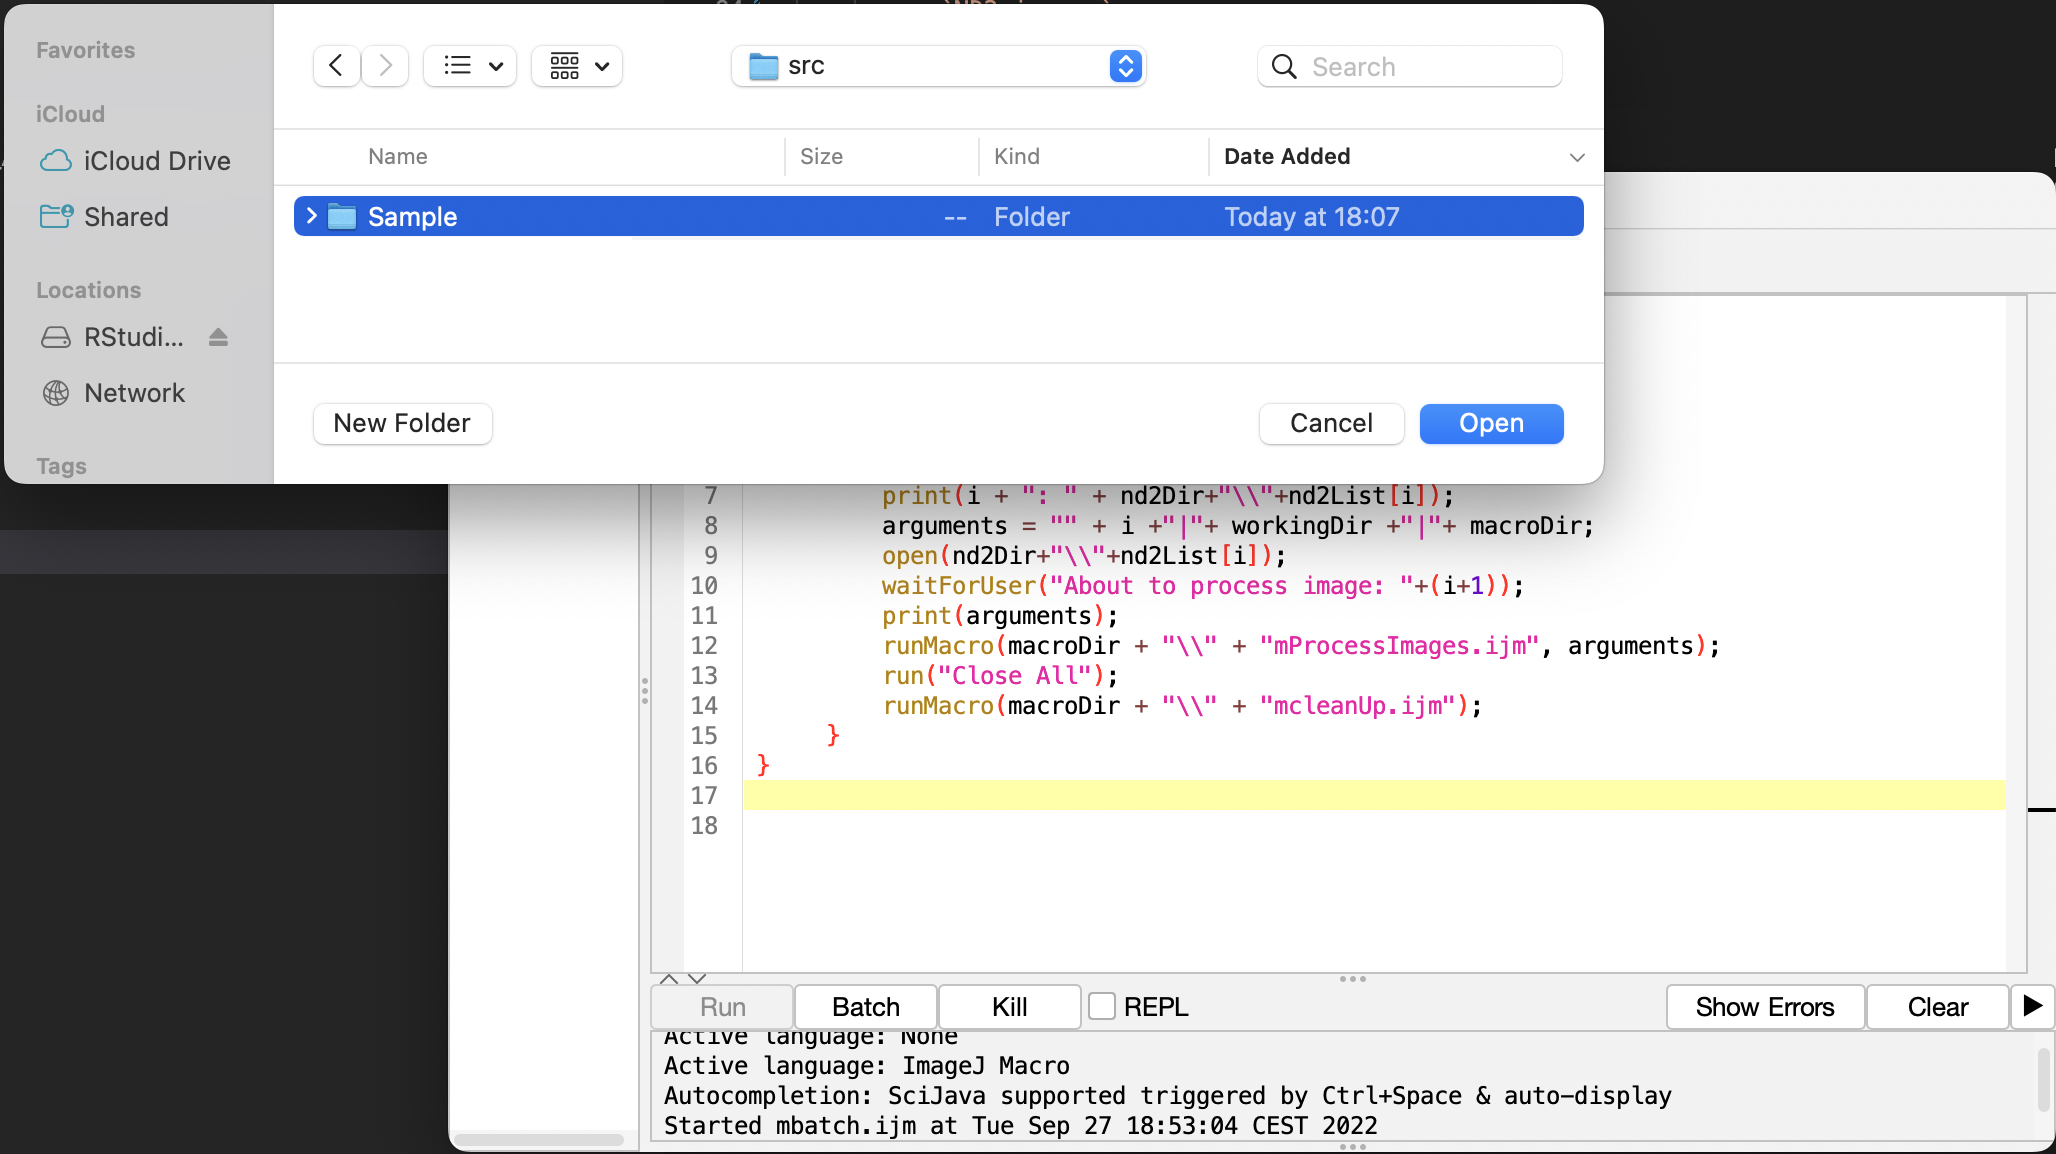 Favorites
iCloud
iCloud Drive
Shared
Locations
RStudi...
Network
Tags
src
Search
Name Size Kind Date Added
Sample -- Folder Today at 18:07
New Folder Cancel Open
7 print(i + ": " + nd2Dir+"\\"+nd2List[i]);
8 arguments = "" + i +"|"+ workingDir +"|"+ macroDir;
9 open(nd2Dir+"\\"+nd2List[i]);
10 waitForUser("About to process image: "+(i+1));
11 print(arguments);
12 runMacro(macroDir + "\\" + "mProcessImages.ijm", arguments);
13 run("Close All");
14 runMacro(macroDir + "\\" + "mcleanUp.ijm");
15 }
16 }
17
18
Run Batch Kill REPL Show Errors Clear
Active language: None
Active language: ImageJ Macro
Autocompletion: SciJava supported triggered by Ctrl+Space & auto-display
Started mbatch.ijm at Tue Sep 27 18:53:04 CEST 2022